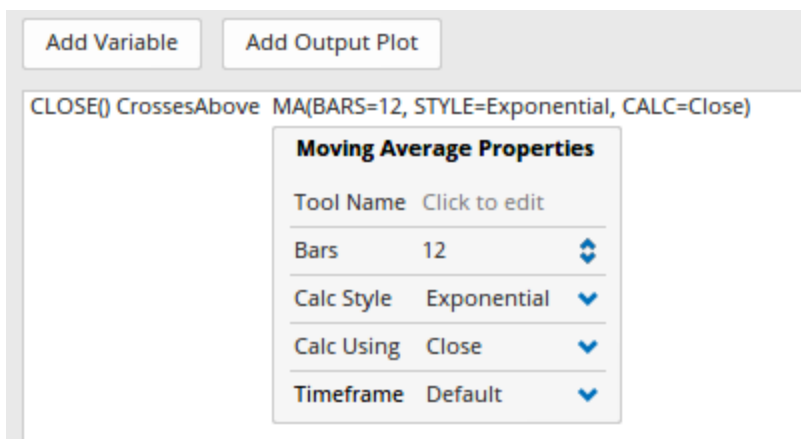 Add Variable Add Output Plot
CLOSE() CrossesAbove MA(BARS=12, STYLE=Exponential, CALC=Close)
Moving Average Properties
Tool Name Click to edit
Bars 12
Calc Style Exponential
Calc Using Close
Timeframe Default